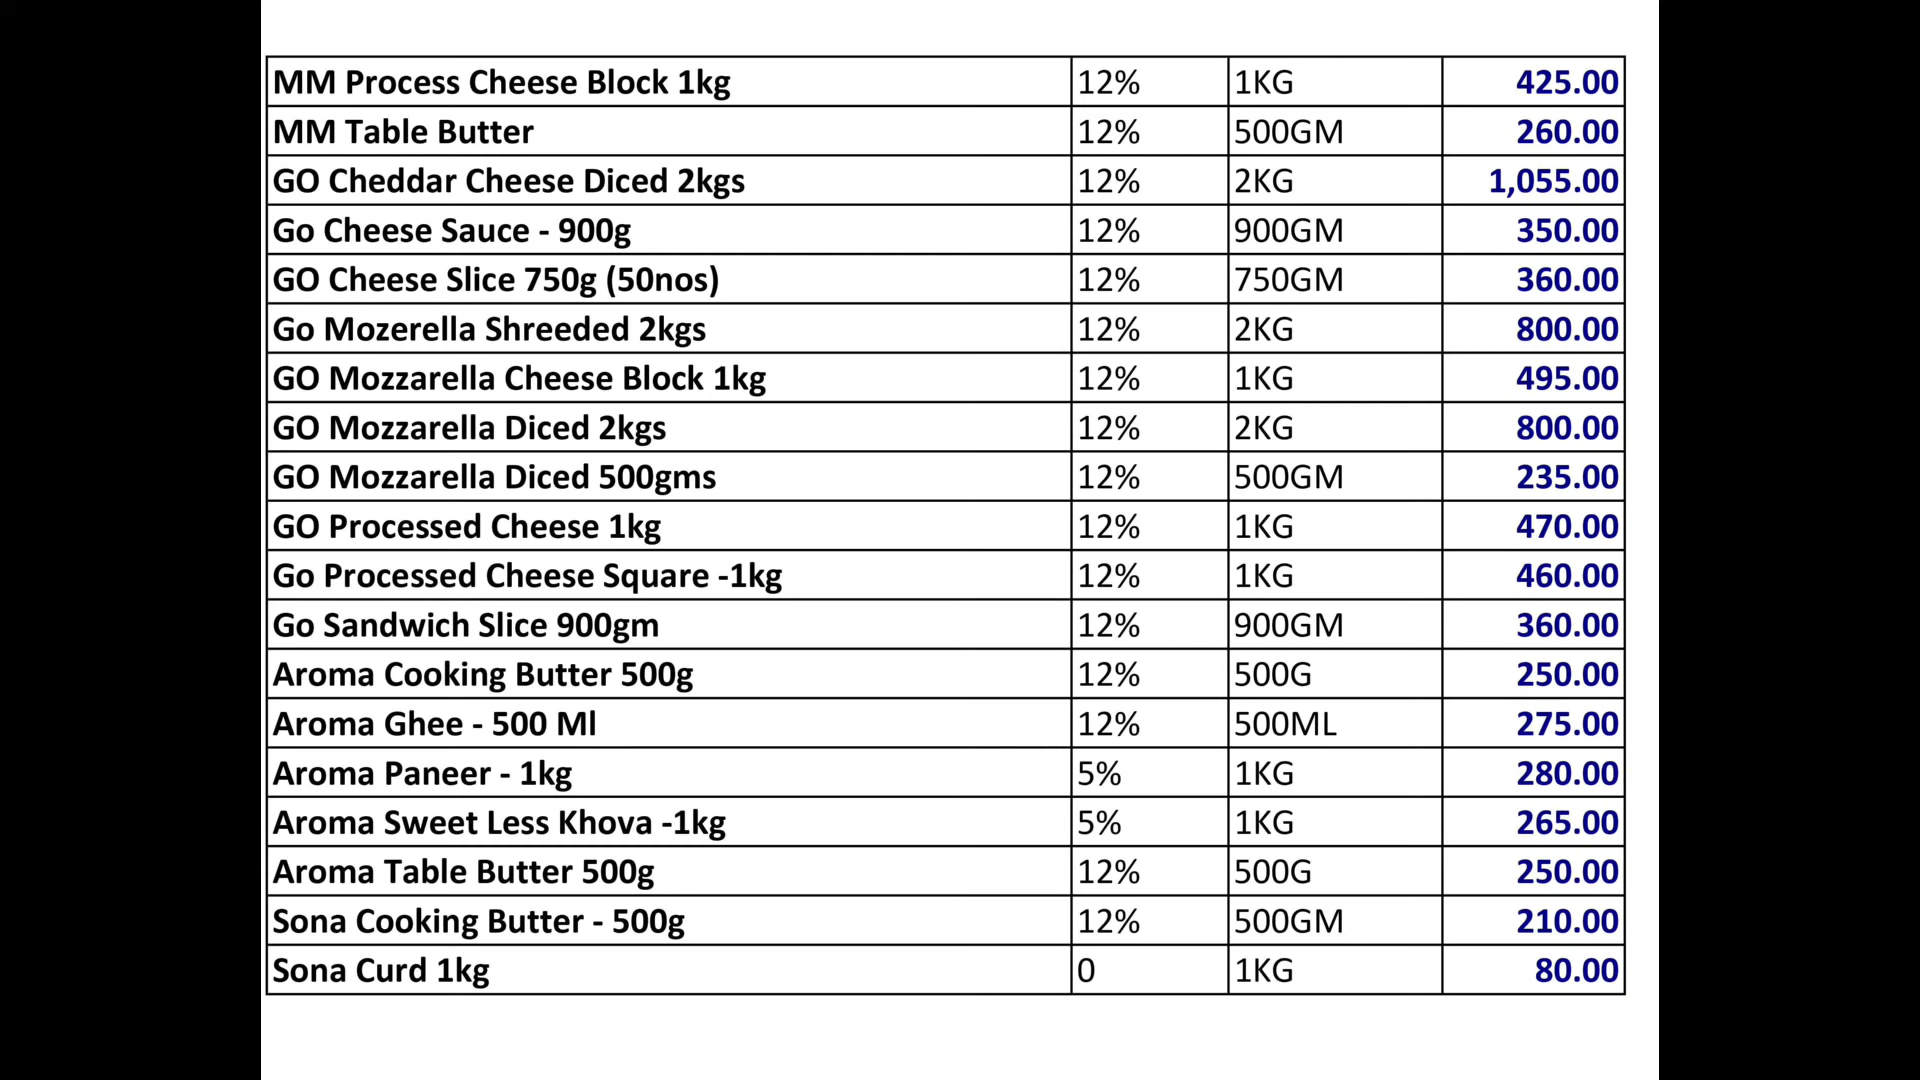 MM Process Cheese Block 1kg 12% 1KG 425.00
MM Table Butter 12% 500GM 260.00
GO Cheddar Cheese Diced 2kgs 12% 2KG 1,055.00
Go Cheese Sauce - 900g 12% 900GM 350.00
GO Cheese Slice 750g (50nos) 12% 750GM 360.00
Go Mozerella Shreeded 2kgs 12% 2KG 800.00
GO Mozzarella Cheese Block 1kg 12% 1KG 495.00
GO Mozzarella Diced 2kgs 12% 2KG 800.00
GO Mozzarella Diced 500gms 12% 500GM 235.00
GO Processed Cheese 1kg 12% 1KG 470.00
Go Processed Cheese Square -1kg 12% 1KG 460.00
Go Sandwich Slice 900gm 12% 900GM 360.00
Aroma Cooking Butter 500g 12% 500G 250.00
Aroma Ghee - 500 Ml 12% 500ML 275.00
Aroma Paneer - 1kg 5% 1KG 280.00
Aroma Sweet Less Khova -1kg 5% 1KG 265.00
Aroma Table Butter 500g 12% 500G 250.00
Sona Cooking Butter - 500g 12% 500GM 210.00
Sona Curd 1kg 0 1KG 80.00